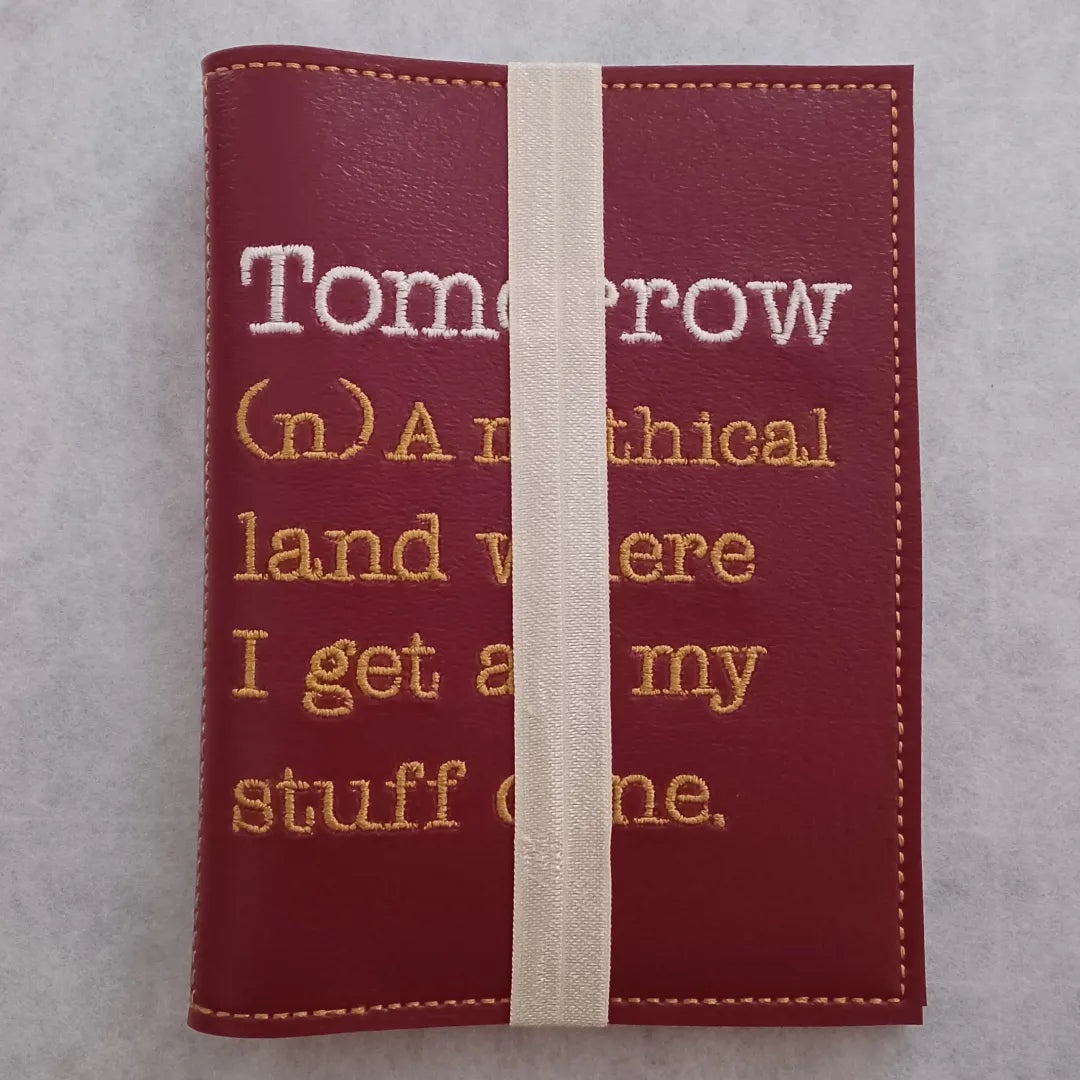 Tomorrow
(n) A mythical
land where
I get all my
stuff done.